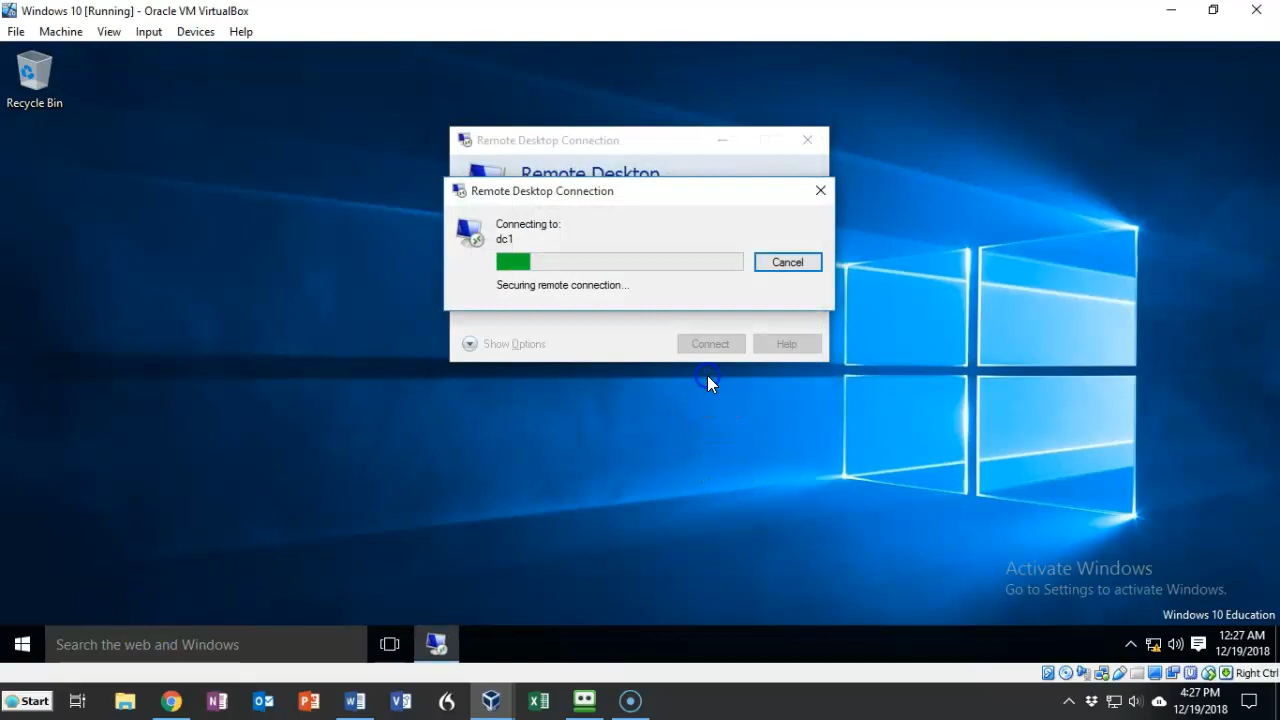 Windows 10 [Running] - Oracle VM VirtualBox
File Machine View Input Devices Help
Recycle Bin
Remote Desktop Connection
Remote Desktop
Remote Desktop Connection
Connecting to:
dc1
Cancel
Securing remote connection...
Show Options
Connect
Help
Activate Windows
Go to Settings to activate Windows.
Windows 10 Education
Search the web and Windows
12:27 AM
12/19/2018
Right Ctrl
Start
4:27 PM
12/19/2018